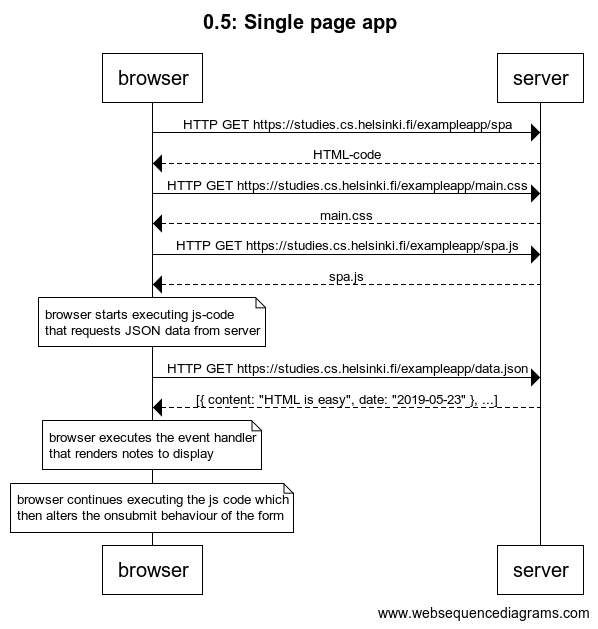 0.5: Single page app
browser
server
HTTP GET https://studies.cs.helsinki.fi/exampleapp/spa
HTML-code
HTTP GET https://studies.cs.helsinki.fi/exampleapp/main.css
main.css
HTTP GET https://studies.cs.helsinki.fi/exampleapp/spa.js
spa.js
browser starts executing js-code
that requests JSON data from server
HTTP GET https://studies.cs.helsinki.fi/exampleapp/data.json
[{ content: "HTML is easy", date: "2019-05-23" }, ...]
browser executes the event handler
that renders notes to display
browser continues executing the js code which
then alters the onsubmit behaviour of the form
browser
server
www.websequencediagrams.com